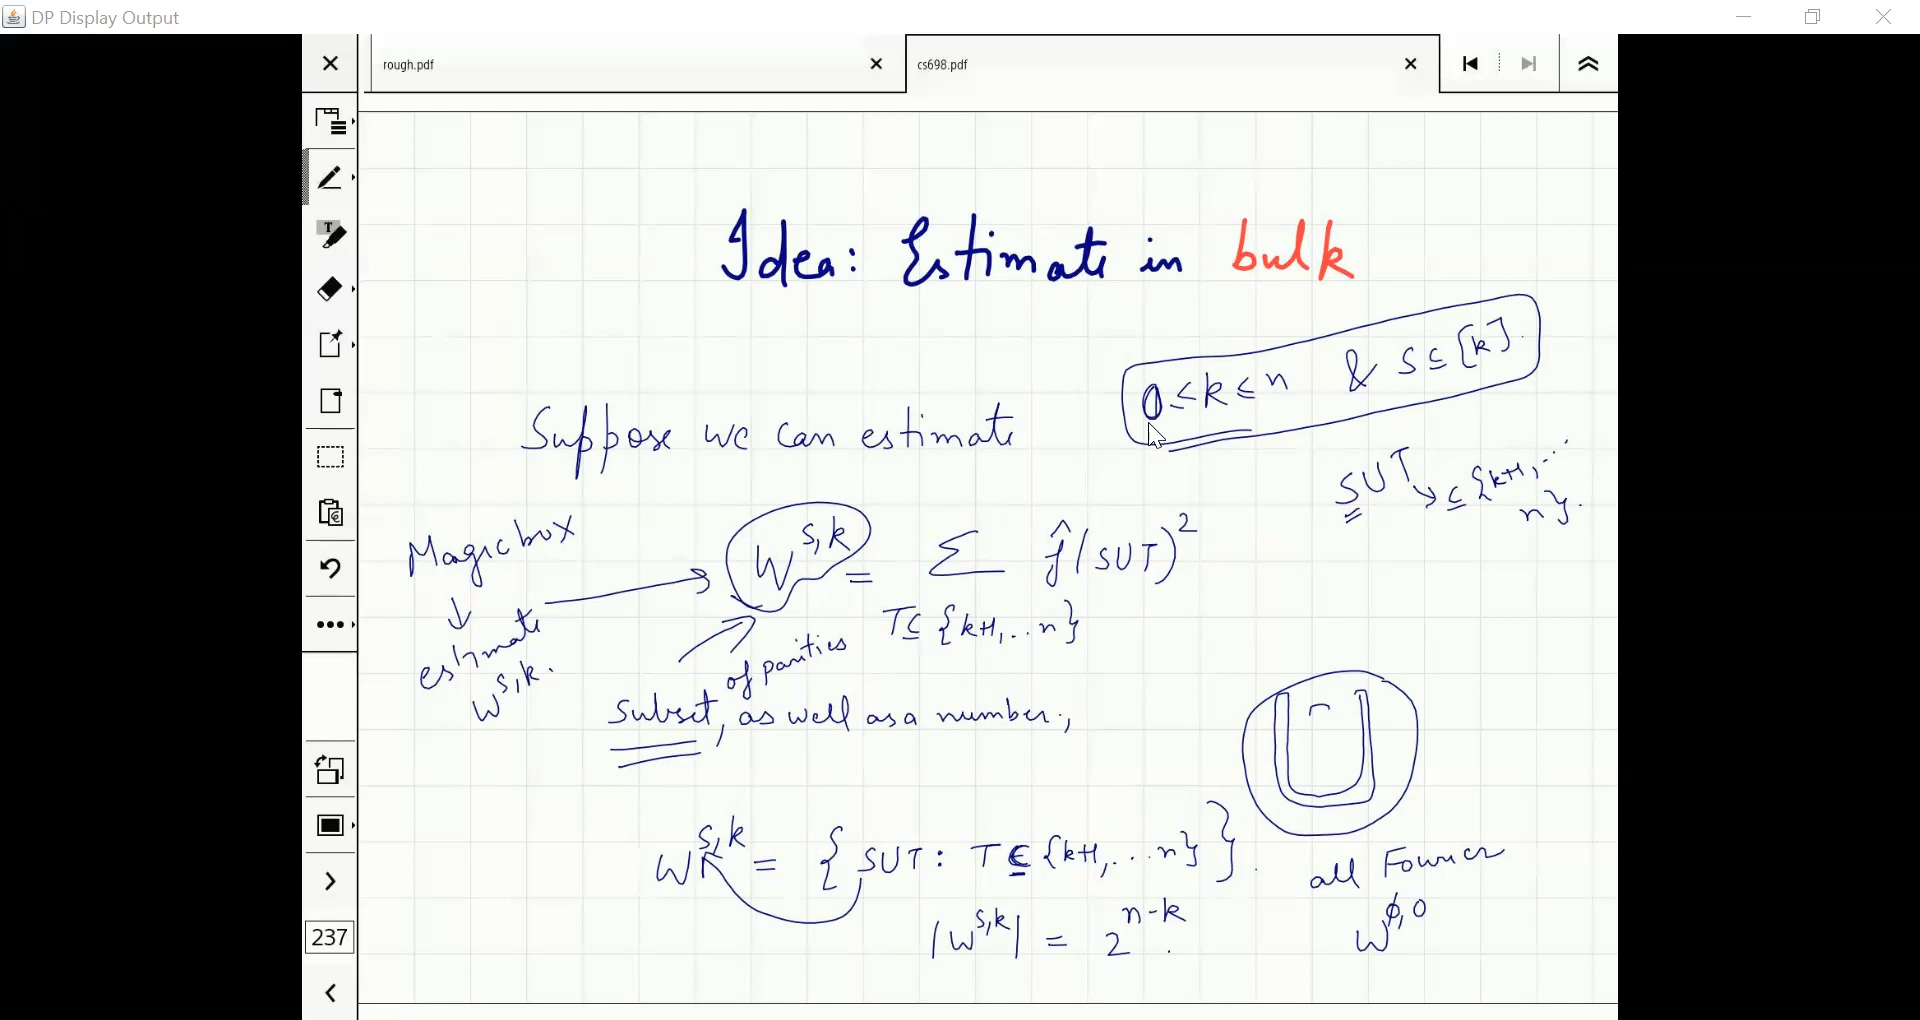 DP Display Output
rough.pdf
cs698.pdf
Idea: Estimate in bulk
0 ≤ k ≤ n & S ⊆ [k].
Suppose we can estimate
S∪T → ⊆ {k+1, ... n}.
Magic box
↓
estimate
W^{S,k}.
W^{S,k} = Σ f̂(S∪T)^2
T ⊆ {k+1, .. n}
of parities
Subset, as well as a number,
W^{S,k} = { S∪T : T ⊆ {k+1, ... n} }.
all Fourier
|W^{S,k}| = 2^{n-k}.
W^{∅,0}
237